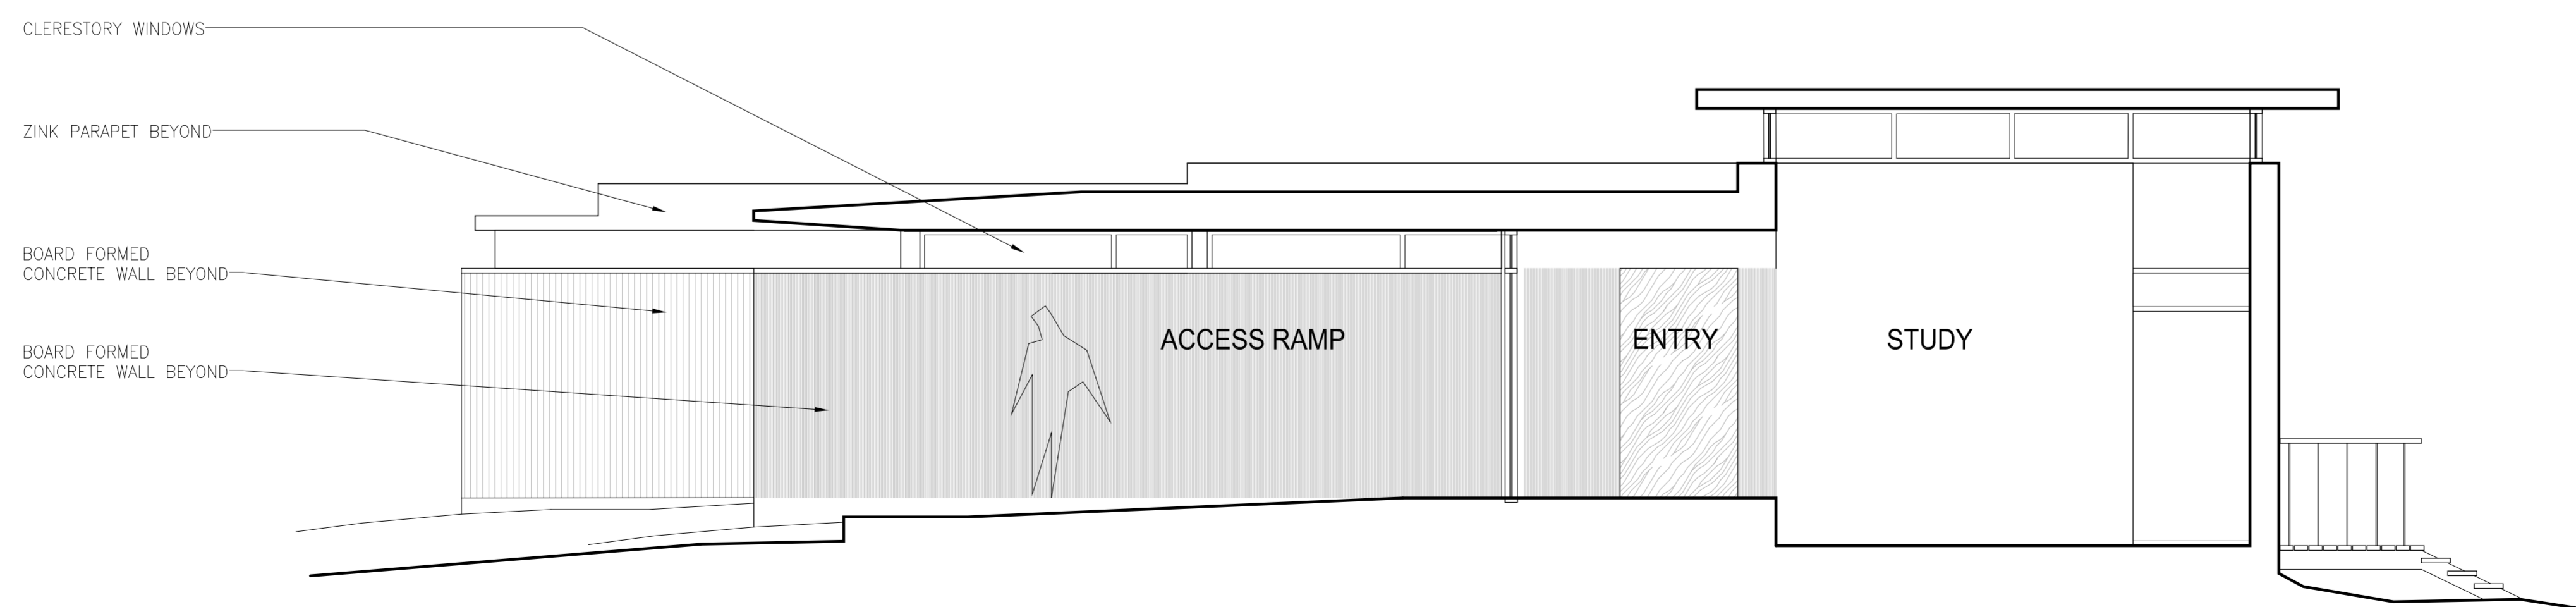 CLERESTORY WINDOWS
ZINK PARAPET BEYOND
BOARD FORMED
CONCRETE WALL BEYOND
BOARD FORMED
CONCRETE WALL BEYOND
ACCESS RAMP
ENTRY
STUDY